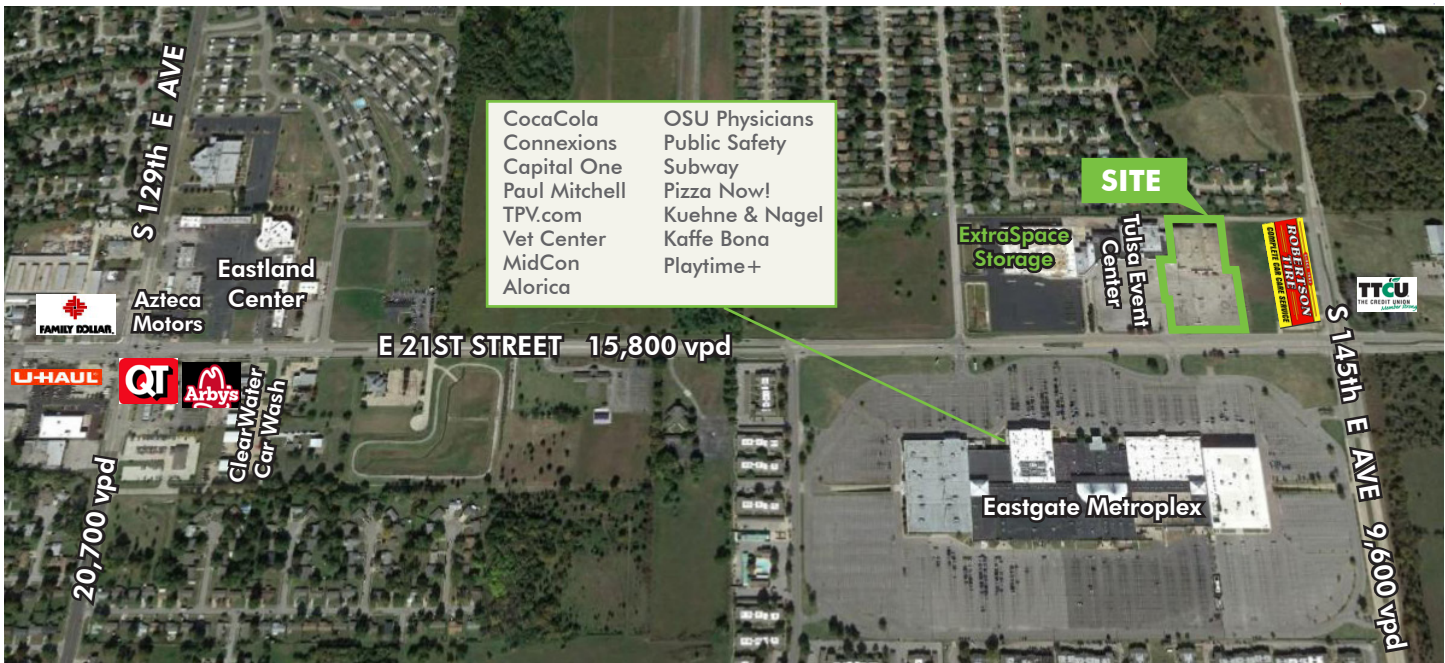 S 129th E AVE
CocaCola
Connexions
Capital One
Paul Mitchell
TPV.com
Vet Center
MidCon
Alorica
OSU Physicians
Public Safety
Subway
Pizza Now!
Kuehne & Nagel
Kaffe Bona
Playtime+
SITE
ExtraSpace
Storage
Tulsa Event
Center
ROBERTSON
TIRE
COMPLETE CAR CARE SERVICE
TTCU
THE CREDIT UNION
Eastland
Center
Azteca
Motors
FAMILY DOLLAR
E 21ST STREET 15,800 vpd
U-HAUL
QT
Arby's
ClearWater
Car Wash
S 145th E AVE 9,600 vpd
Eastgate Metroplex
20,700 vpd